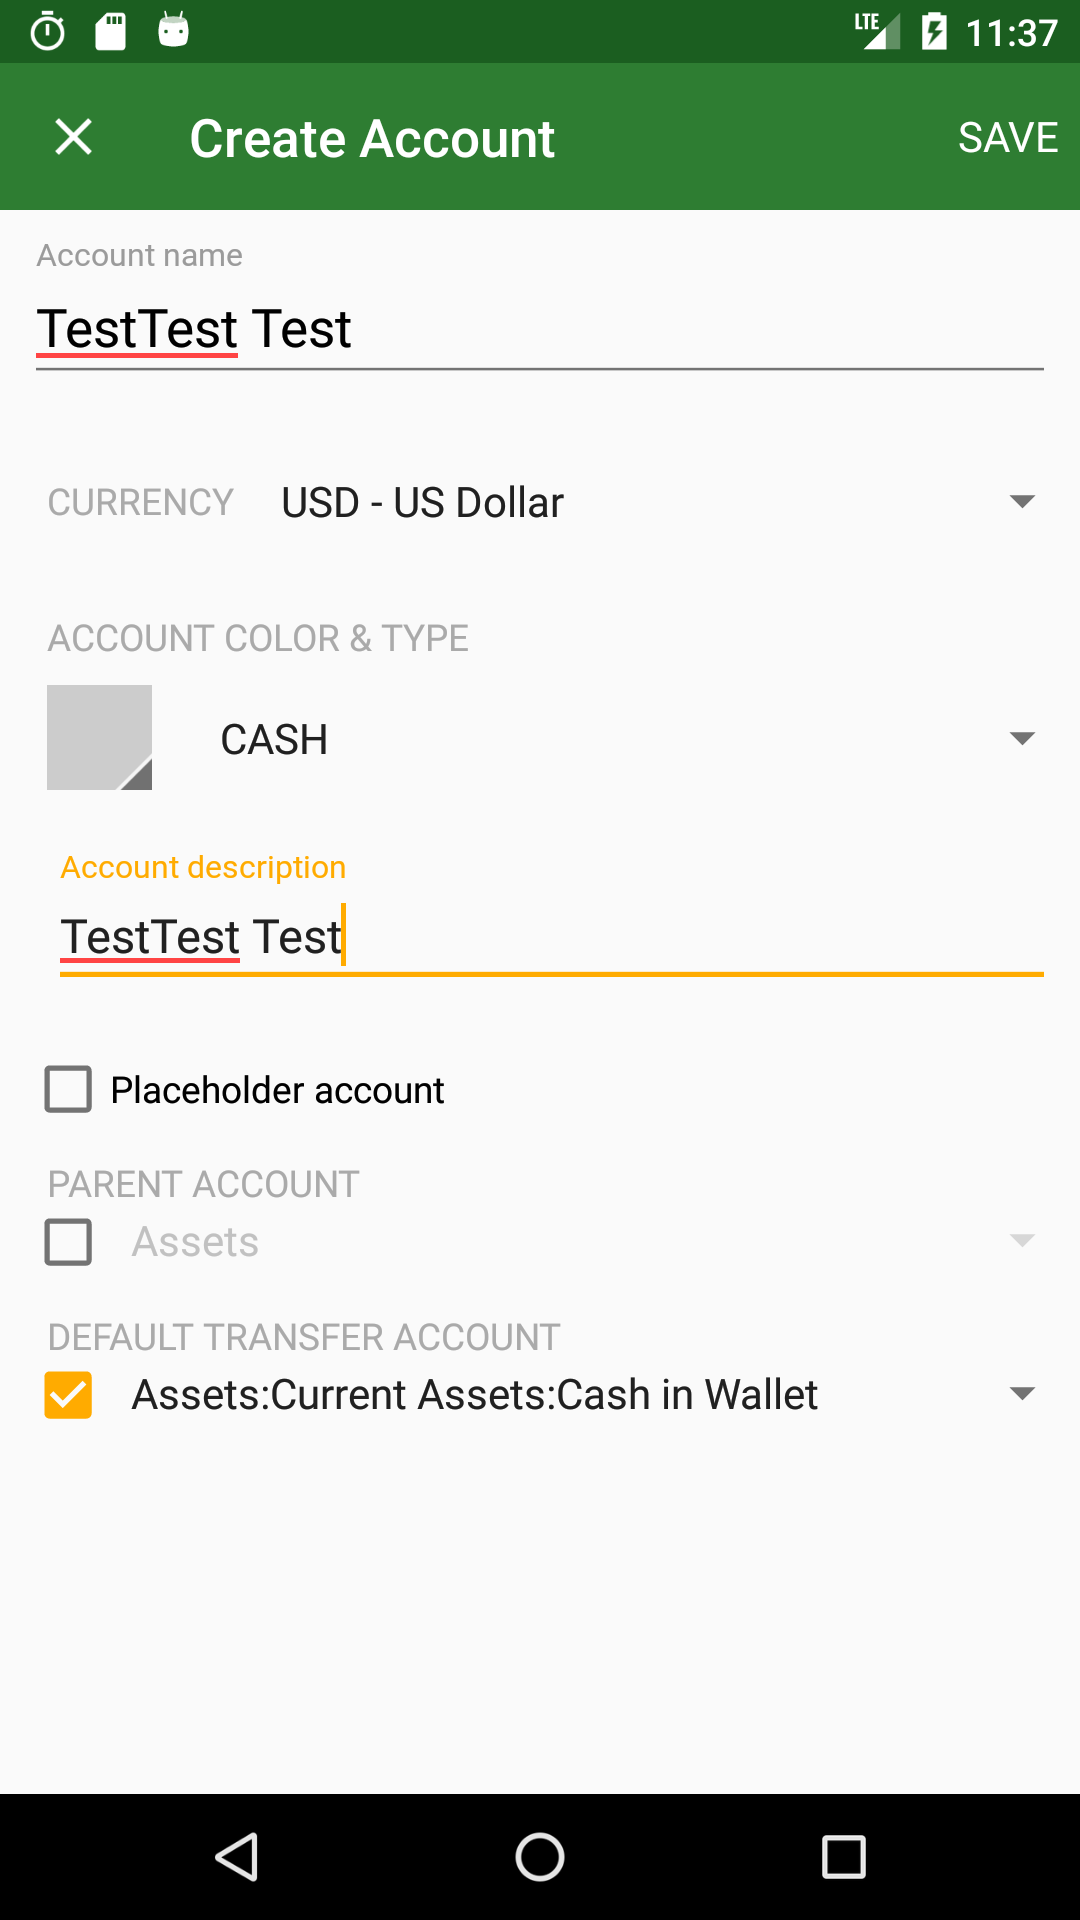 LTE 11:37
Create Account SAVE
Account name
TestTest Test
CURRENCY USD - US Dollar
ACCOUNT COLOR & TYPE
CASH
Account description
TestTest Test
Placeholder account
PARENT ACCOUNT
Assets
DEFAULT TRANSFER ACCOUNT
Assets:Current Assets:Cash in Wallet